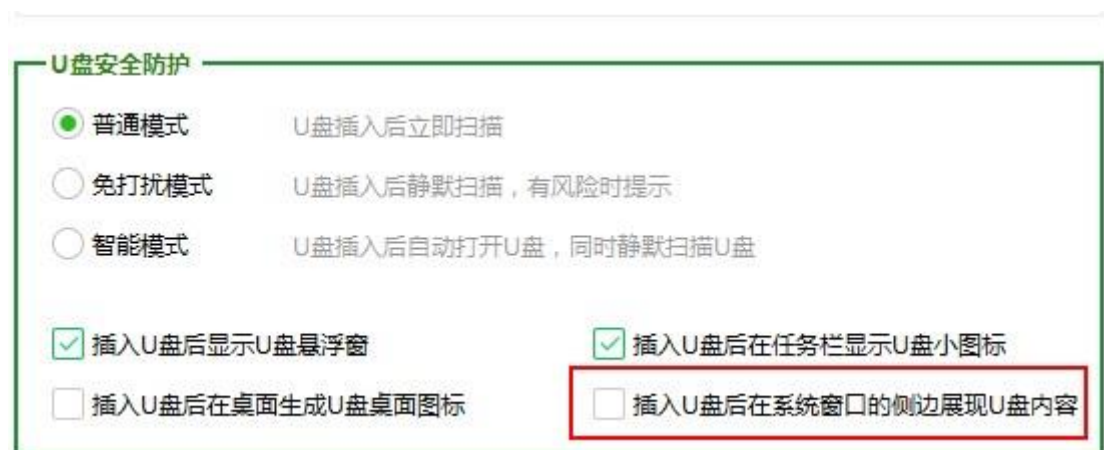 U盘安全防护
普通模式 U盘插入后立即扫描
免打扰模式 U盘插入后静默扫描，有风险时提示
智能模式 U盘插入后自动打开U盘，同时静默扫描U盘
插入U盘后显示U盘悬浮窗 插入U盘后在任务栏显示U盘小图标
插入U盘后在桌面生成U盘桌面图标 插入U盘后在系统窗口的侧边展现U盘内容